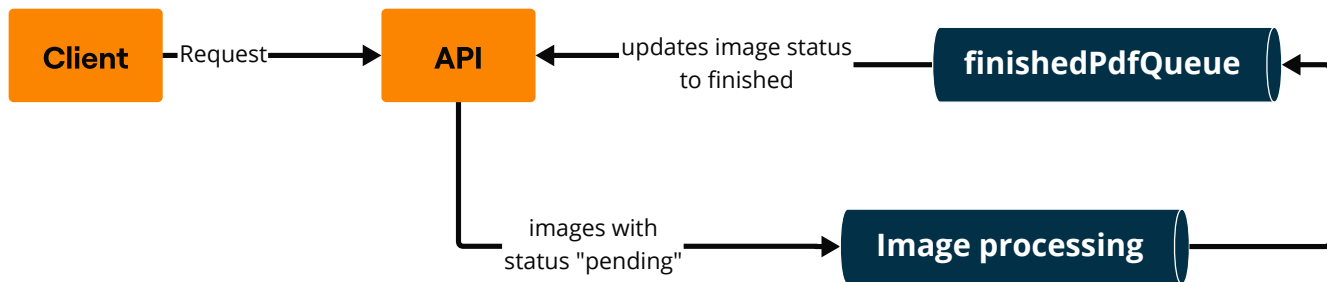 Client
Request
API
updates image status
to finished
finishedPdfQueue
images with
status "pending"
Image processing